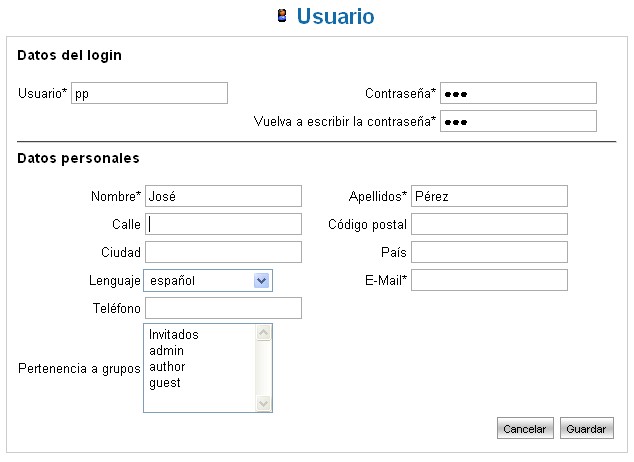 Usuario
Datos del login
Usuario* pp Contraseña* ●●●
Vuelva a escribir la contraseña* ●●●
Datos personales
Nombre* José Apellidos* Pérez
Calle Código postal
Ciudad País
Lenguaje español E-Mail*
Teléfono
Invitados
admin
author
Pertenencia a grupos
guest
Cancelar Guardar